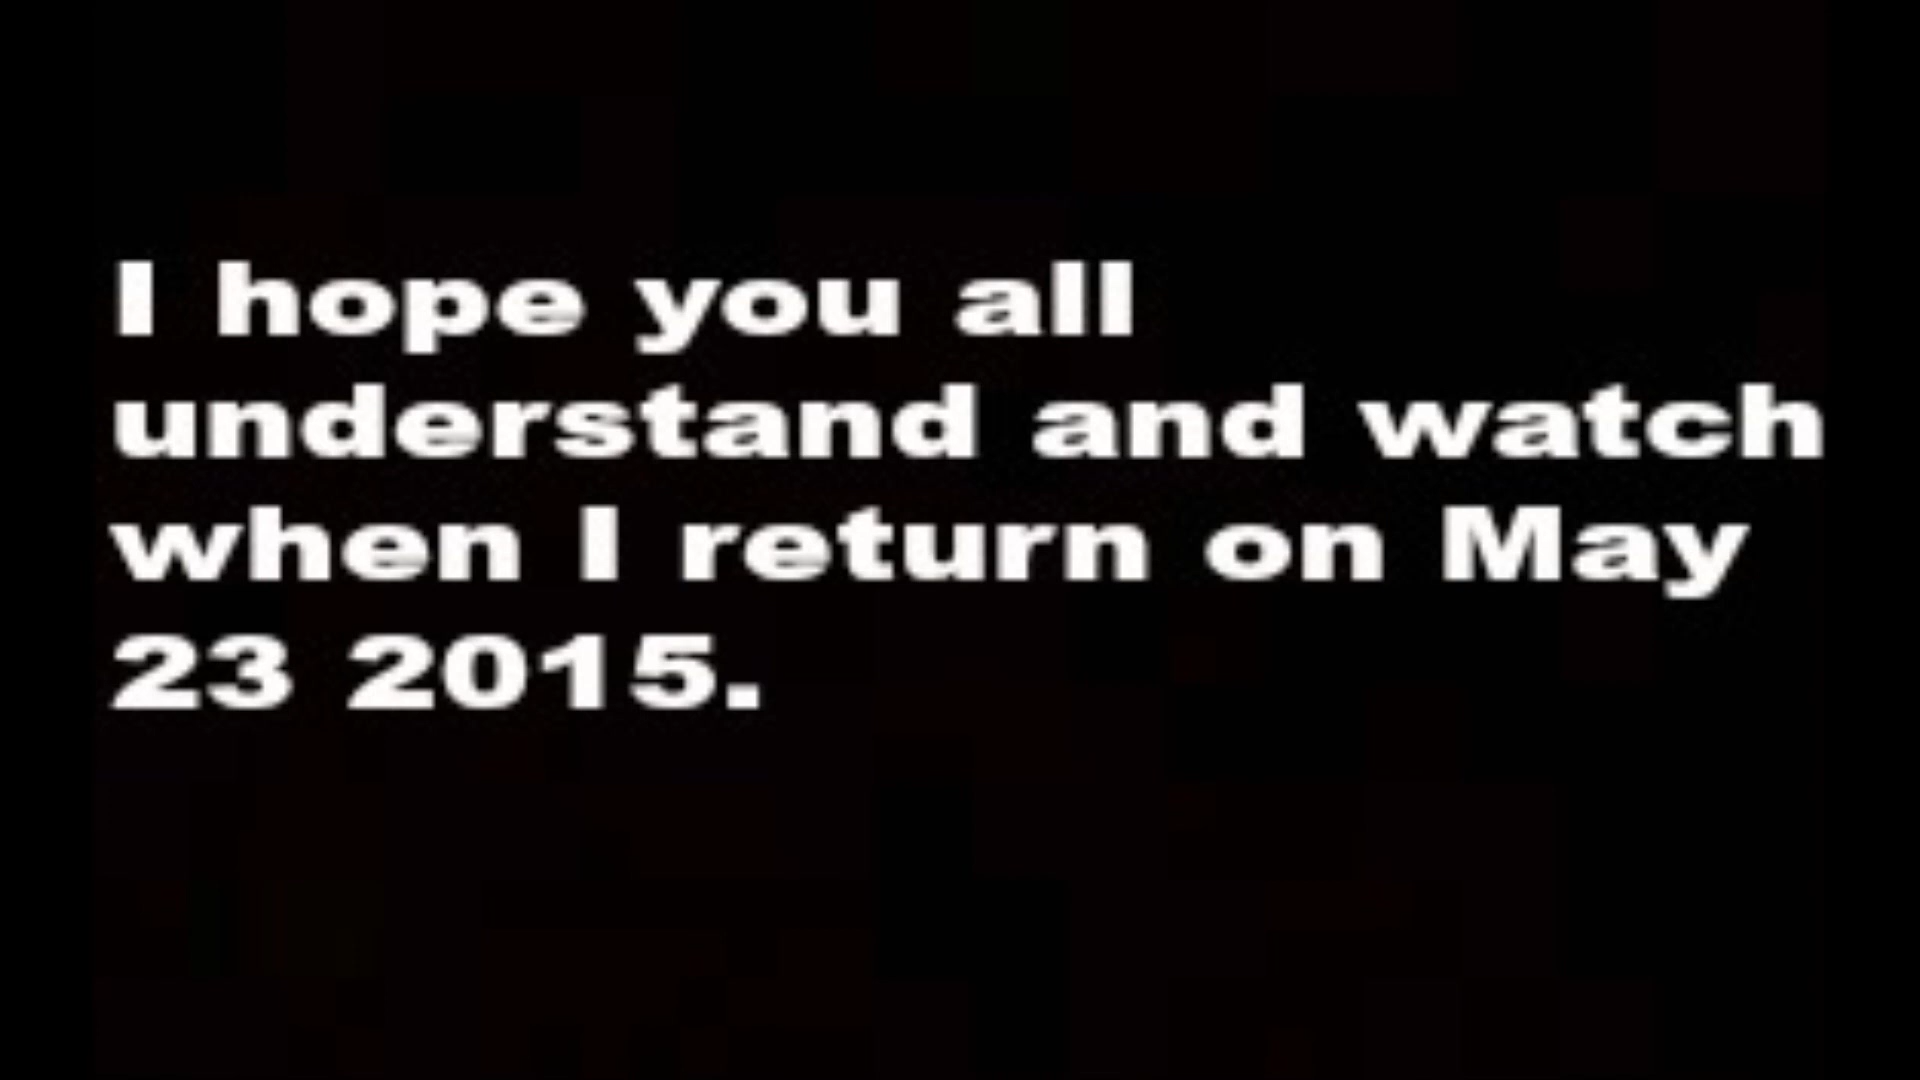 I hope you all
understand and watch
when I return on May
23 2015.